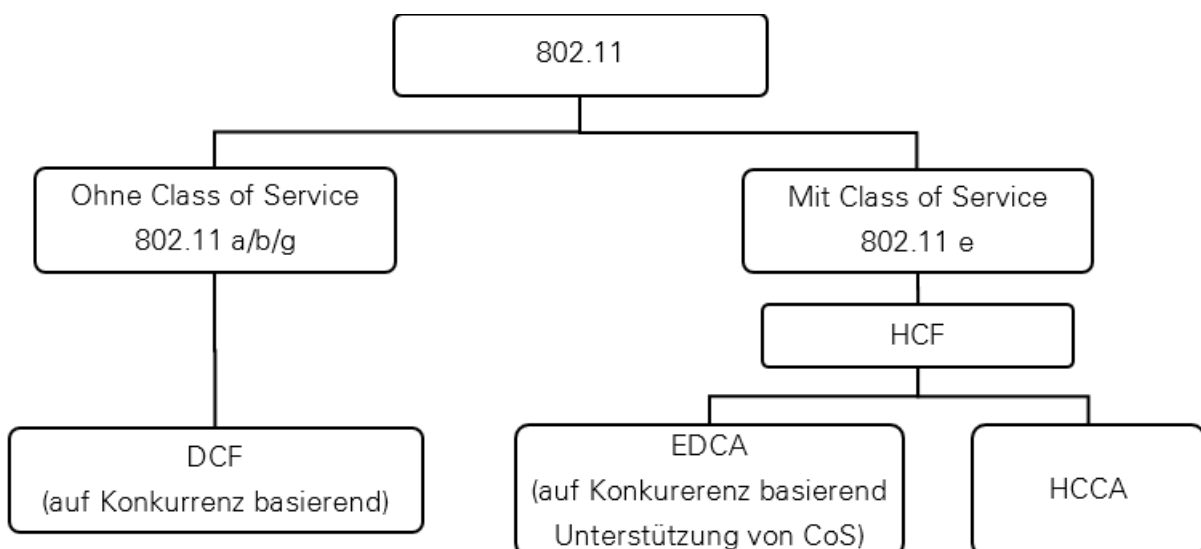 802.11
Ohne Class of Service
802.11 a/b/g
Mit Class of Service
802.11 e
HCF
DCF
(auf Konkurrenz basierend)
EDCA
(auf Konkurerenz basierend
Unterstützung von CoS)
HCCA